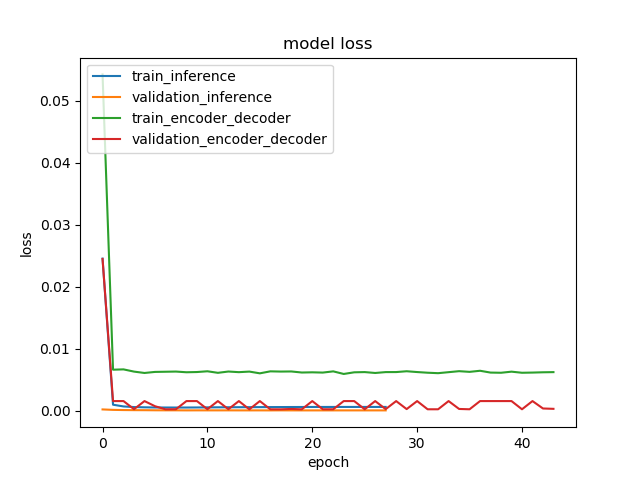 model loss
train_inference
validation_inference
train_encoder_decoder
validation_encoder_decoder
0.05
0.04
0.03
0.02
0.01
0.00
loss
0 10 20 30 40
epoch